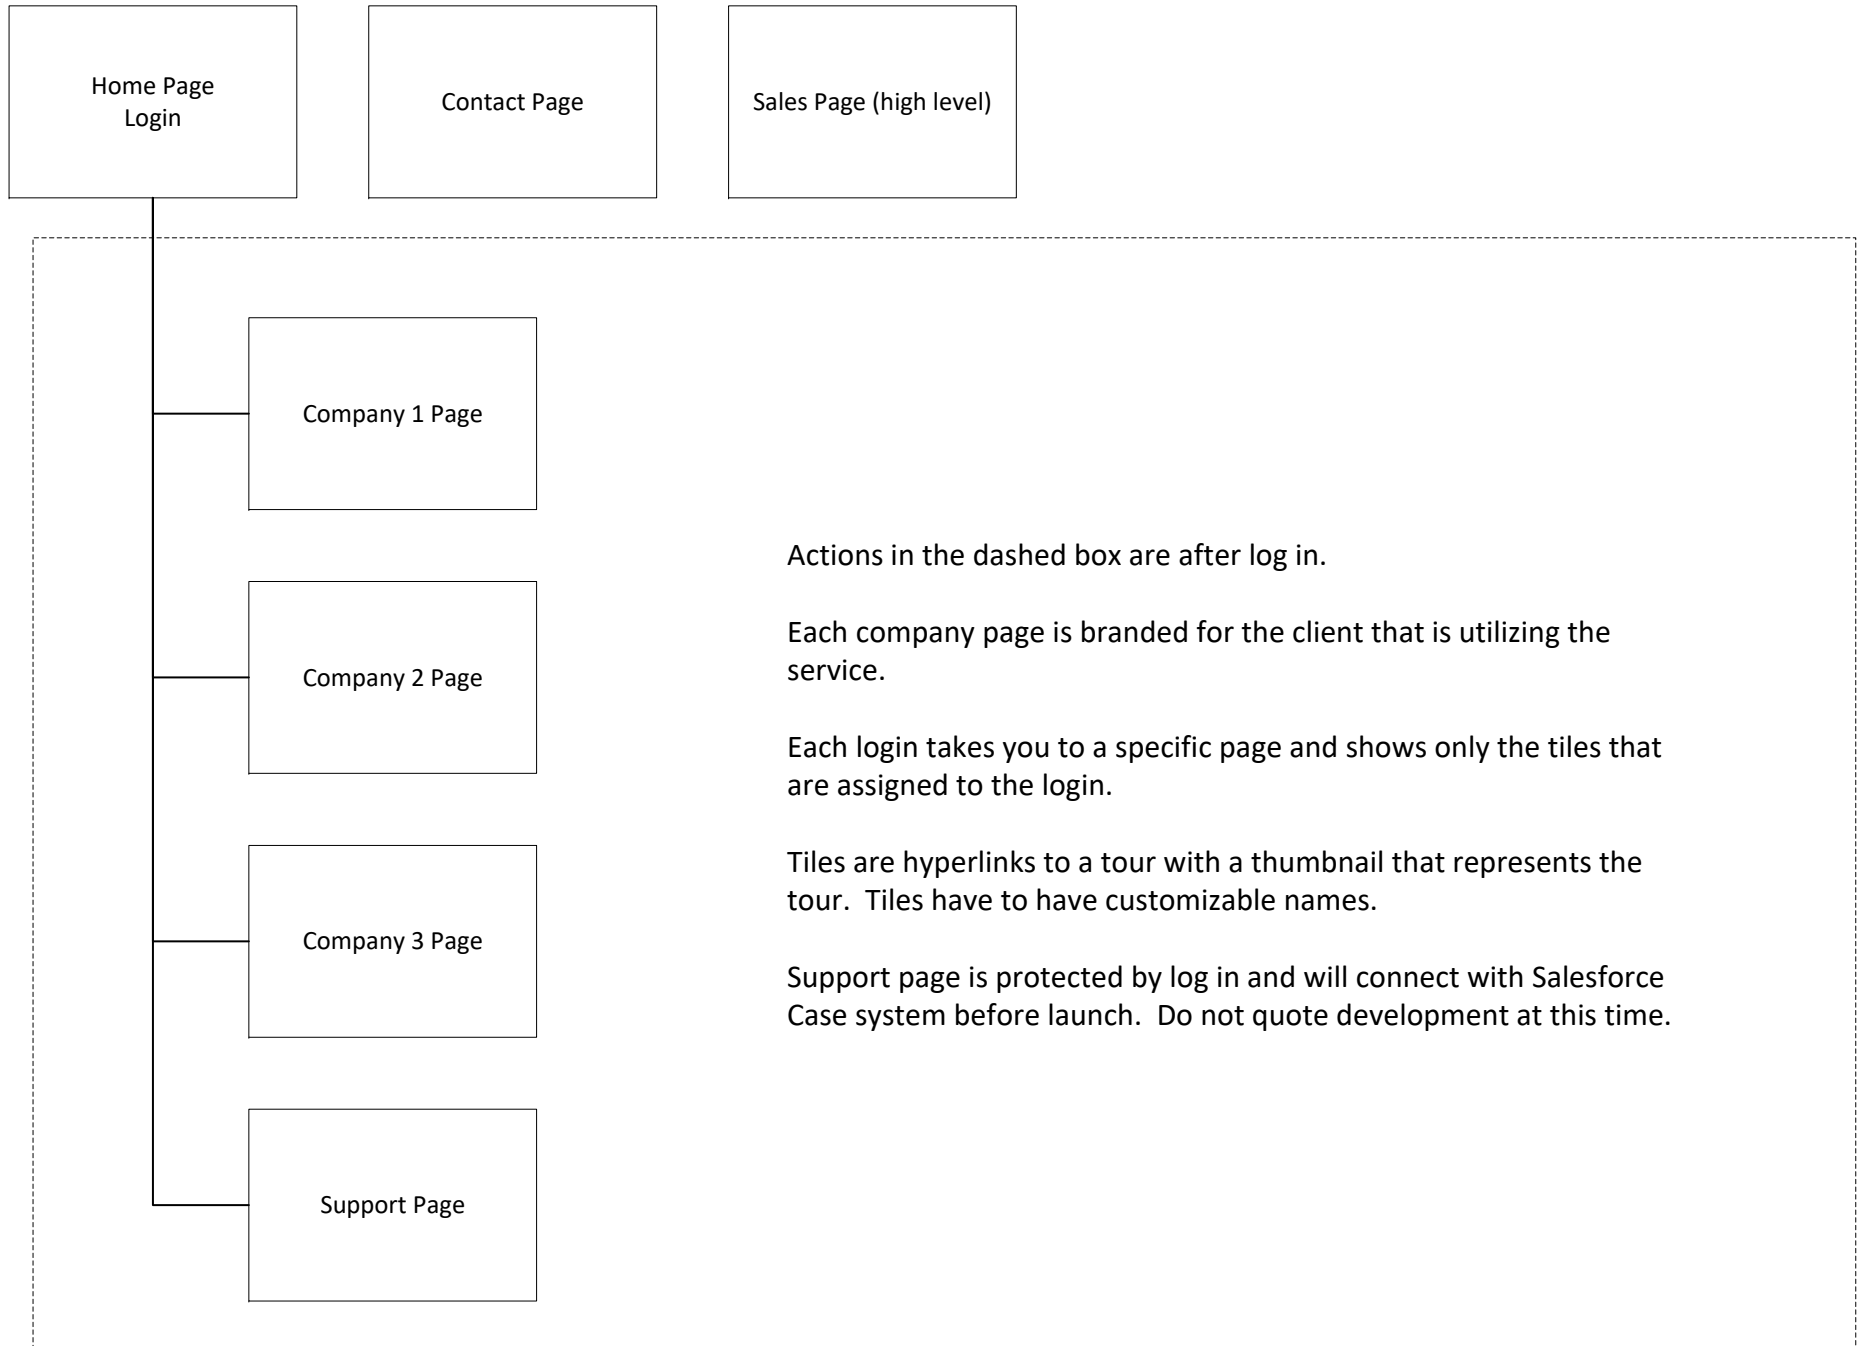 Home Page
Login
Contact Page
Sales Page (high level)
Company 1 Page
Company 2 Page
Company 3 Page
Support Page
Actions in the dashed box are after log in.
Each company page is branded for the client that is utilizing the
service.
Each login takes you to a specific page and shows only the tiles that
are assigned to the login.
Tiles are hyperlinks to a tour with a thumbnail that represents the
tour.  Tiles have to have customizable names.
Support page is protected by log in and will connect with Salesforce
Case system before launch.  Do not quote development at this time.